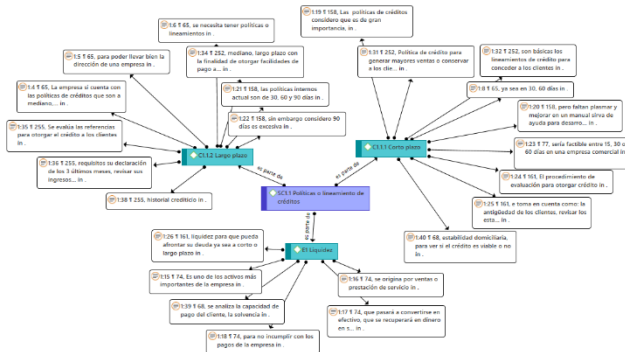 1:6 ¶ 65, se necesita tener políticas o
lineamientos in .
1:19 ¶ 158, Las políticas de créditos
considero que es de gran
importancia, in .
1:5 ¶ 65, para poder llevar bien la
dirección de una empresa in .
1:34 ¶ 252, mediano, largo plazo con
la finalidad de otorgar facilidades de
pago a... in .
1:31 ¶ 252, Política de crédito para
generar mayores ventas o conservar
a los clie... in .
1:32 ¶ 252, son básicas los
lineamientos de crédito para
conceder a los clientes in .
1:4 ¶ 65, La empresa si cuenta con
las políticas de créditos que son a
mediano,... in .
1:21 ¶ 158, las políticas internos
actual son de 30, 60 y 90 días in .
1:8 ¶ 65, ya sea en 30, 60 días in .
1:22 ¶ 158, sin embargo considero 90
días es excesiva in .
1:20 ¶ 158, pero faltan plasmar y
mejorar en un manual sirva de
ayuda para desarro... in .
1:35 ¶ 255, Se evalúa las referencias
para otorgar el crédito a los clientes
in .
C1.1.2 Largo plazo
C1.1.1 Corto plazo
1:23 ¶ 77, sería factible entre 15, 30 o
60 días en una empresa comercial in
.
1:36 ¶ 255, requisitos su declaración
de los 3 últimos meses, revisar sus
ingresos... in .
1:24 ¶ 161, El procedimiento de
evaluación para otorgar crédito in .
es parte de
es parte de
1:38 ¶ 255, historial crediticio in .
SC1.1 Políticas o lineamiento de
créditos
1:25 ¶ 161, e toma en cuenta como: la
antigüedad de los clientes, revisar los
esta... in .
es parte de
1:26 ¶ 161, liquidez para que pueda
afrontar su deuda ya sea a corto o
largo plazo in .
1:40 ¶ 68, estabilidad domiciliaria,
para ver si el crédito es viable o no
in .
E1 Liquidez
1:15 ¶ 74, Es uno de los activos más
importantes de la empresa in .
1:16 ¶ 74, se origina por ventas o
prestación de servicio in .
1:39 ¶ 68, se analiza la capacidad de
pago del cliente, la solvencia in .
1:17 ¶ 74, que pasará a convertirse en
efectivo, que se recuperará en dinero
en s... in .
1:18 ¶ 74, para no incumplir con los
pagos de la empresa in .